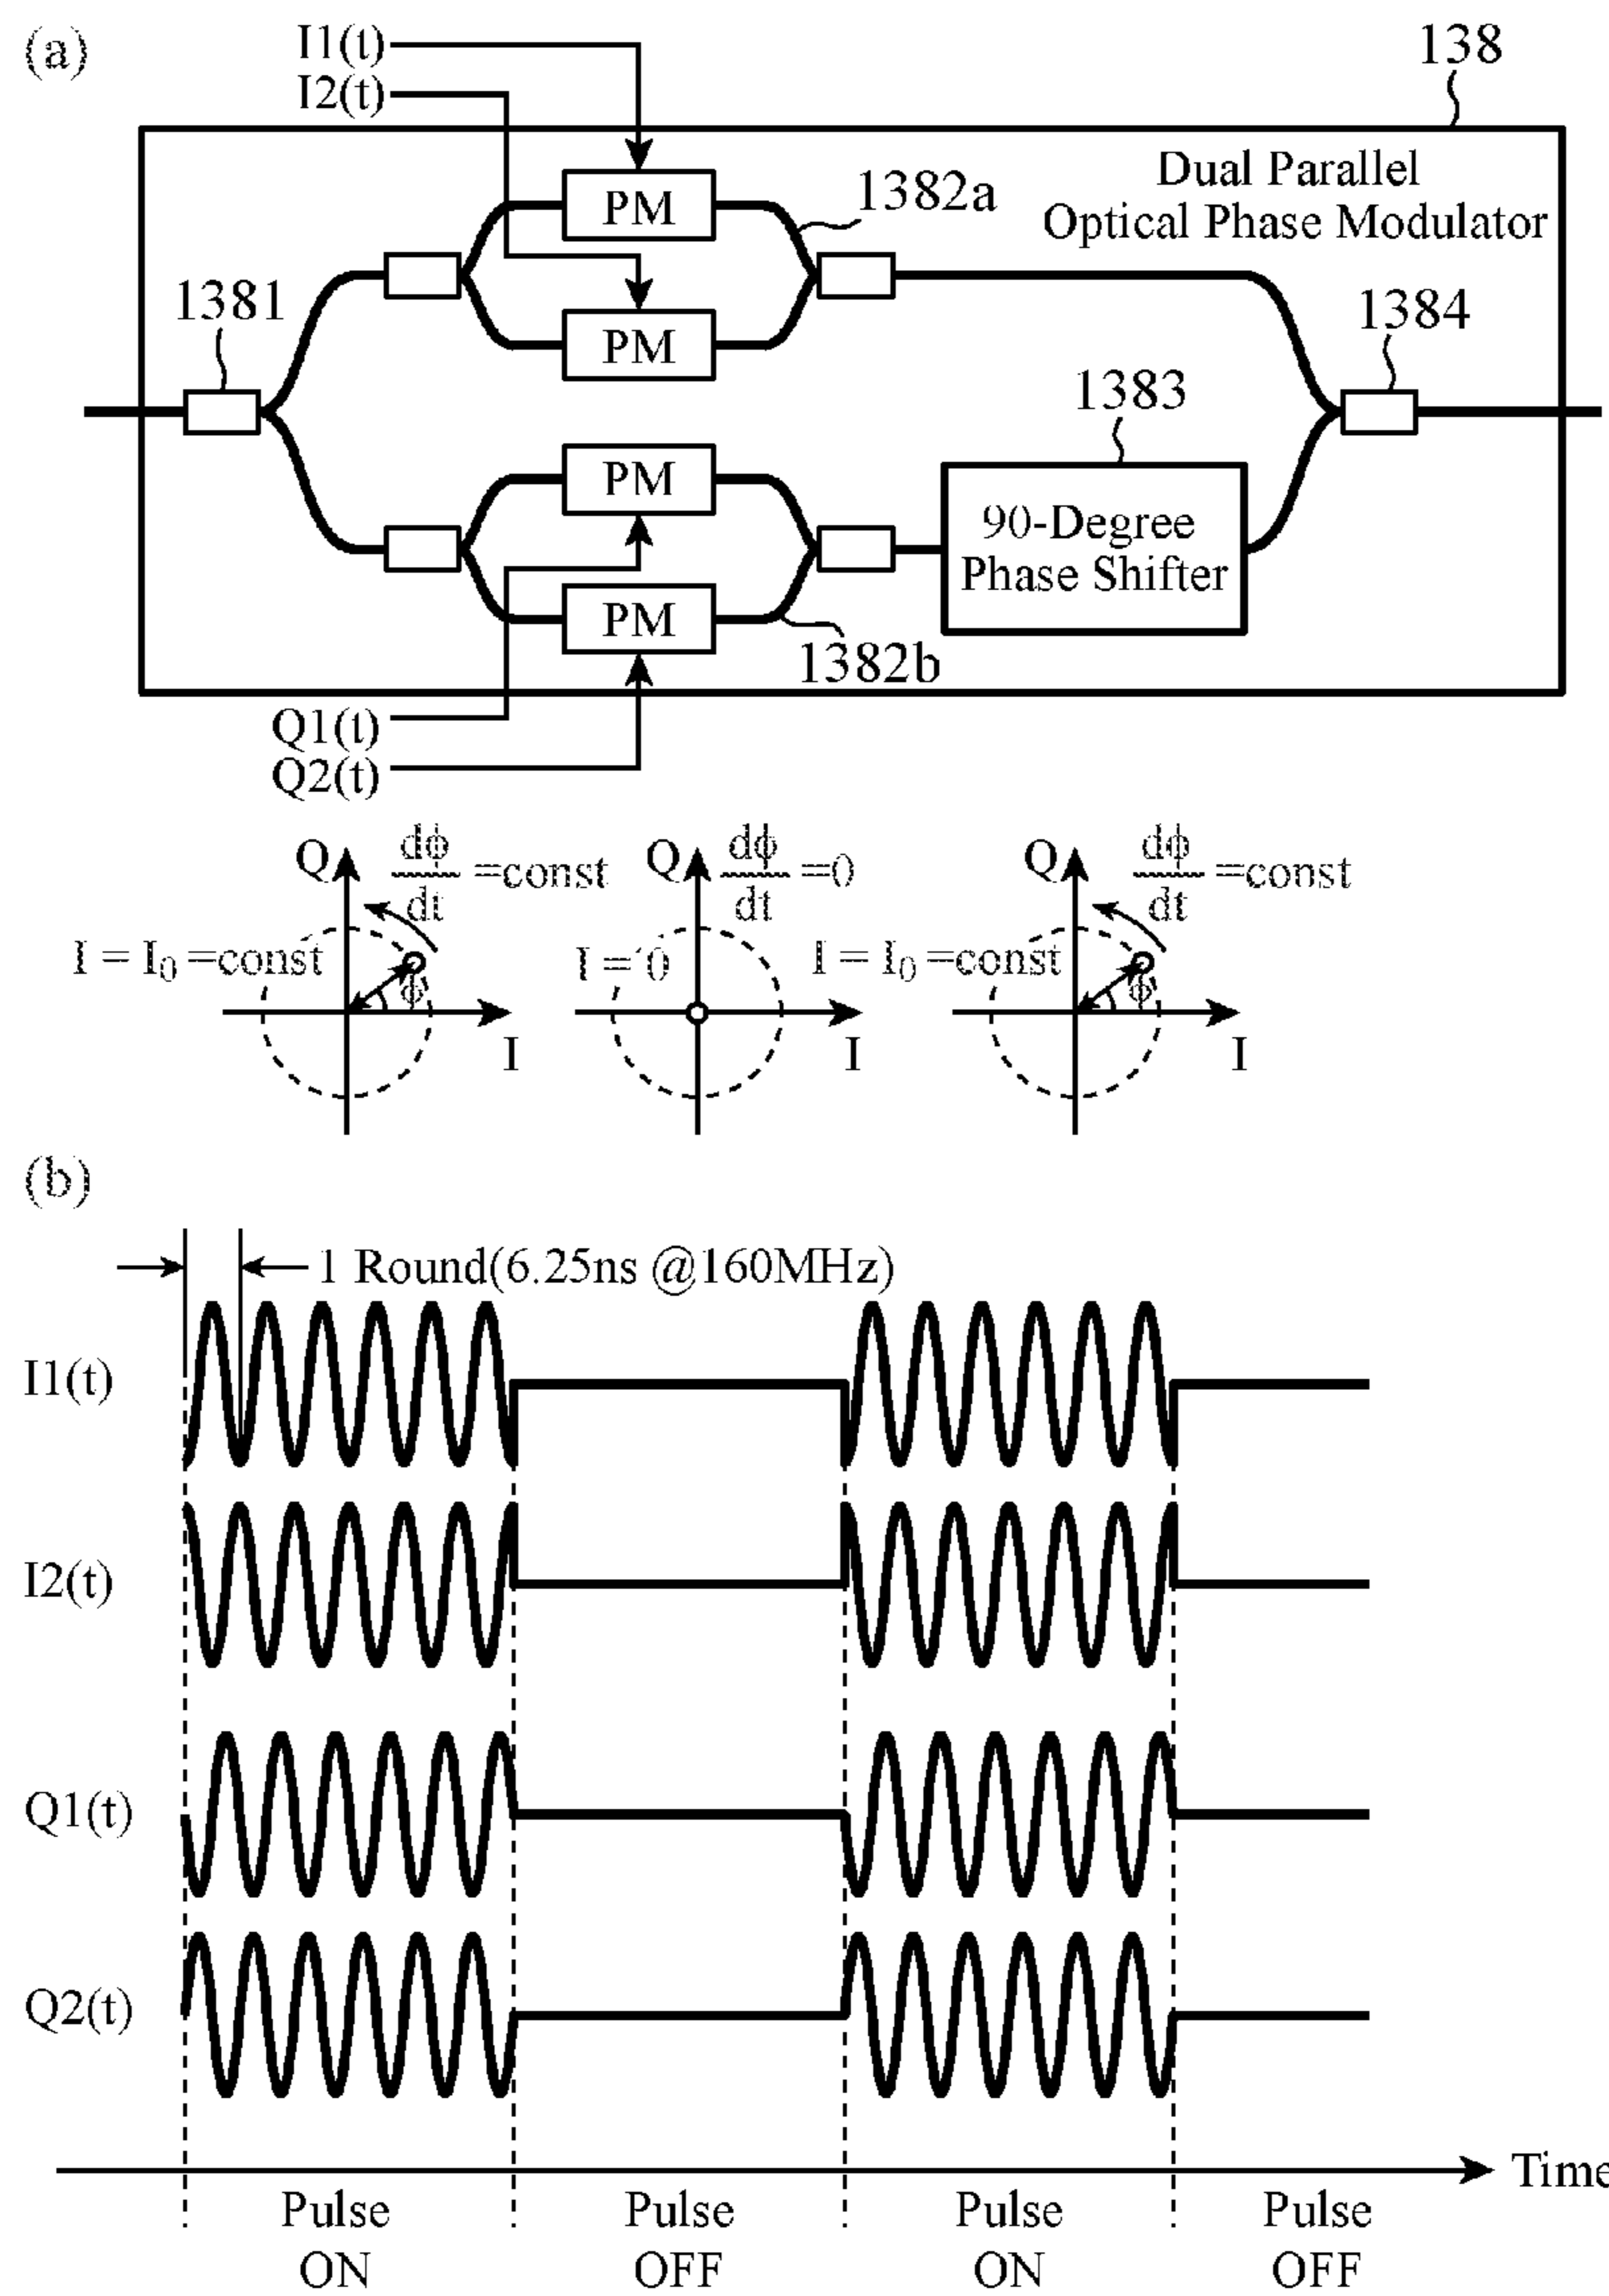 (a)
I1(t)
I2(t)
138
Dual Parallel
Optical Phase Modulator
PM
1382a
1381
PM
1384
1383
PM
90-Degree
Phase Shifter
PM
1382b
Q1(t)
Q2(t)
Q dϕ/dt =const
I = I₀ =const
ϕ
I
Q dϕ/dt =0
I = 0
I
Q dϕ/dt =const
I = I₀ =const
ϕ
I
(b)
1 Round(6.25ns @160MHz)
I1(t)
I2(t)
Q1(t)
Q2(t)
Time
Pulse
ON
Pulse
OFF
Pulse
ON
Pulse
OFF